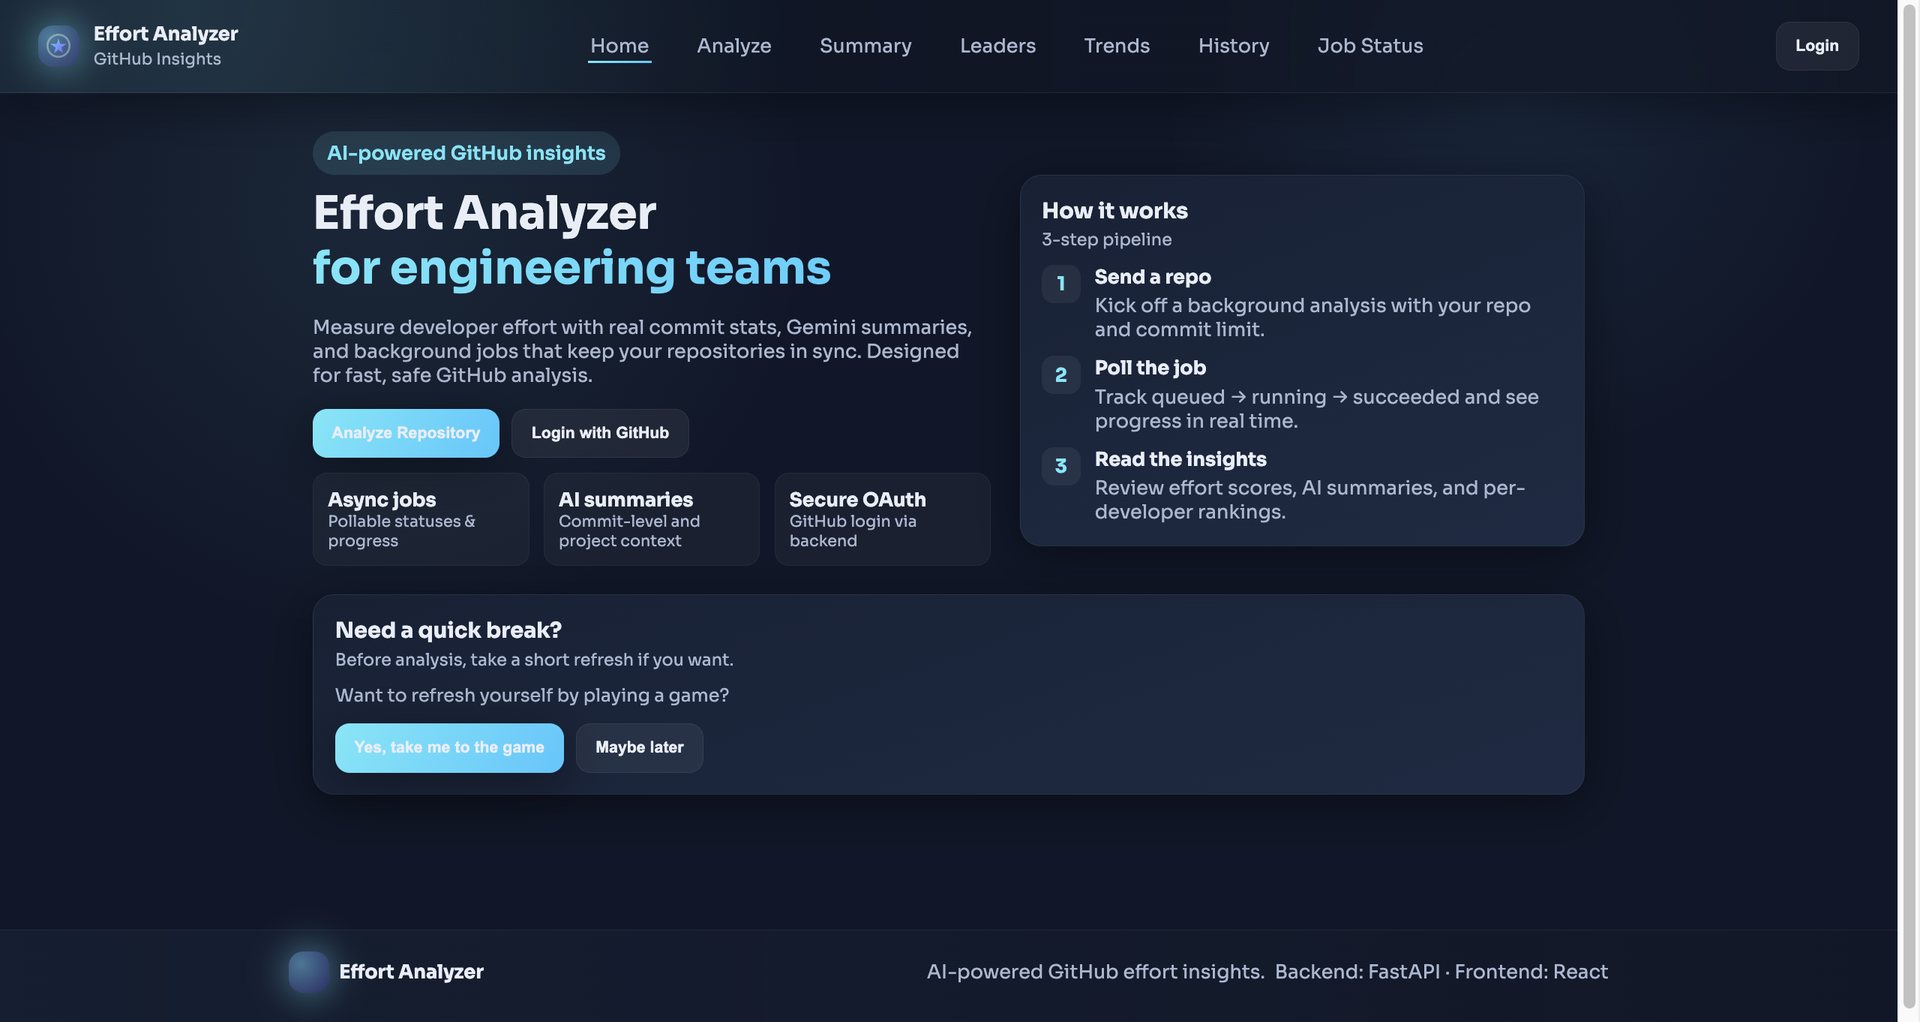 Effort Analyzer
GitHub Insights
Home
Analyze
Summary
Leaders
Trends
History
Job Status
Login
AI-powered GitHub insights
Effort Analyzer
for engineering teams
Measure developer effort with real commit stats, Gemini summaries,
and background jobs that keep your repositories in sync. Designed
for fast, safe GitHub analysis.
Analyze Repository
Login with GitHub
Async jobs
Pollable statuses &
progress
AI summaries
Commit-level and
project context
Secure OAuth
GitHub login via
backend
How it works
3-step pipeline
1
Send a repo
Kick off a background analysis with your repo
and commit limit.
2
Poll the job
Track queued → running → succeeded and see
progress in real time.
3
Read the insights
Review effort scores, AI summaries, and per-
developer rankings.
Need a quick break?
Before analysis, take a short refresh if you want.
Want to refresh yourself by playing a game?
Yes, take me to the game
Maybe later
Effort Analyzer
AI-powered GitHub effort insights. Backend: FastAPI · Frontend: React